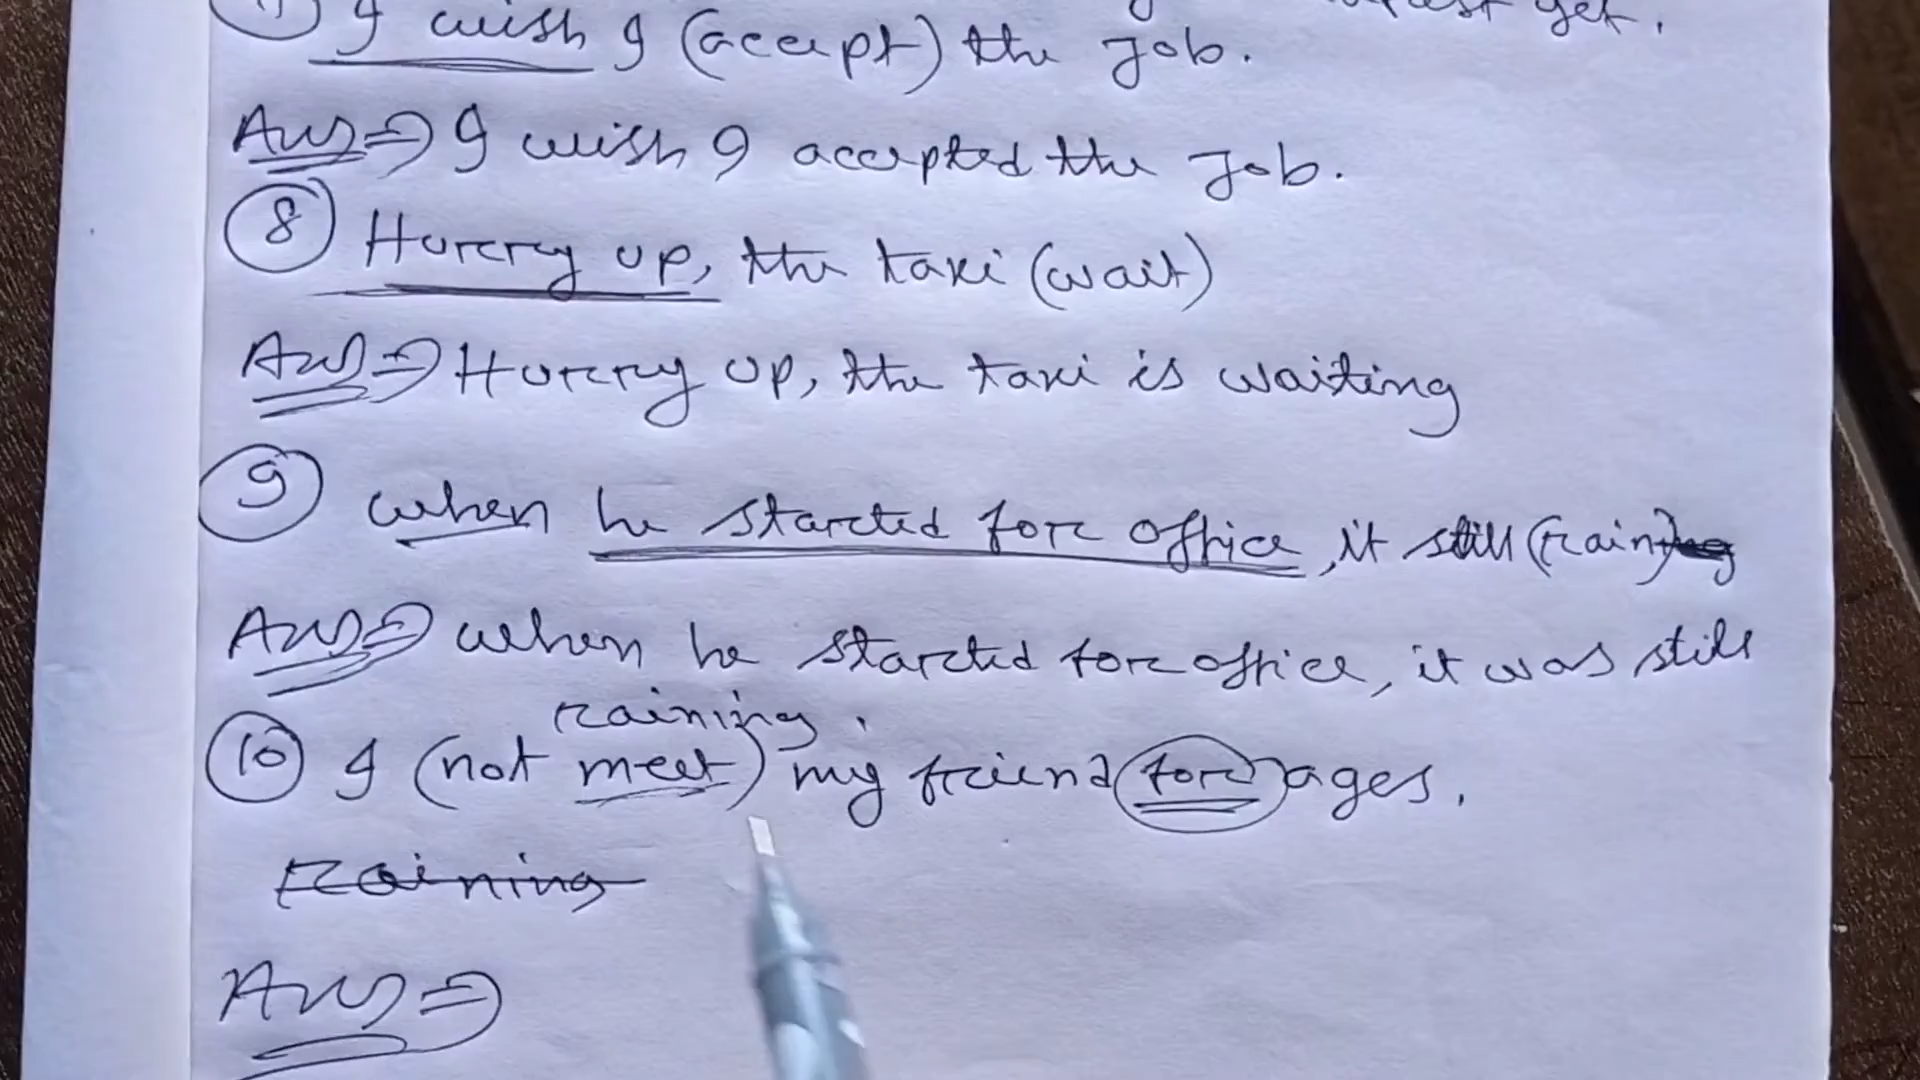 yet.
I wish I (accept) the Job.
Ans⇒ I wish I accepted the Job.
8 Hurry up, the taxi (wait)
Ans⇒ Hurry up, the taxi is waiting
9 when he started for office, it still (rain)
Ans⇒ when he started for office, it was still
raining.
10 I (not meet) my friend for ages.
raining
Ans⇒